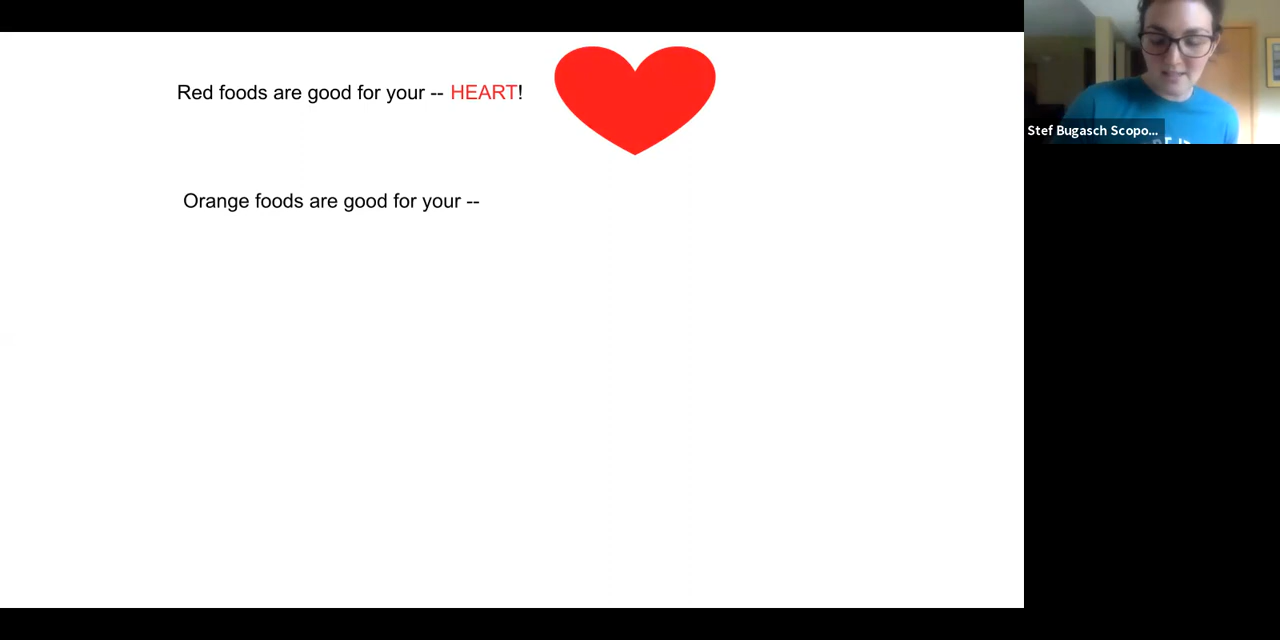 Red foods are good for your -- HEART!
Orange foods are good for your --
Stef Bugasch Scopo...